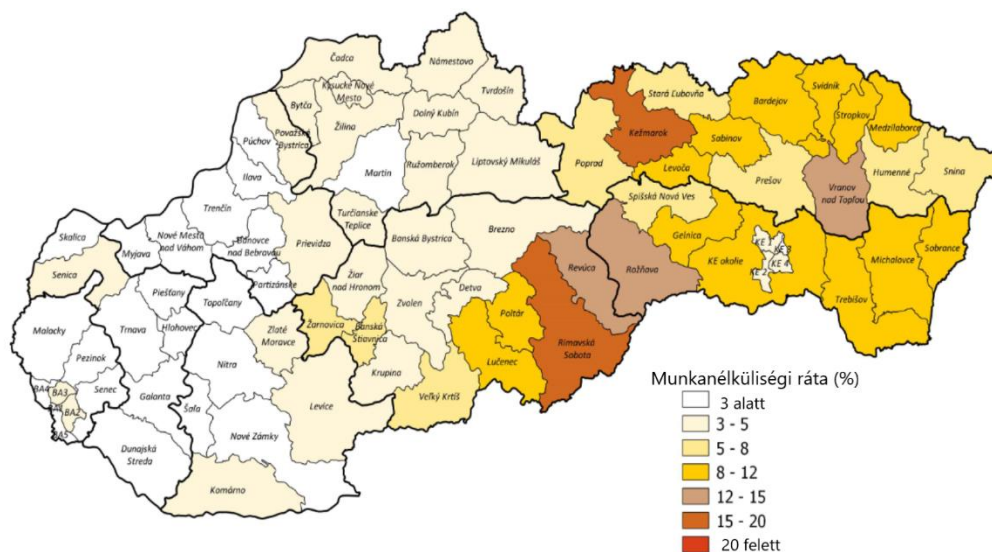 Čadca
Námestovo
Kysucké Nové
Mesto
Tvrdošín
Bytča
Dolný Kubín
Považská
Bystrica
Žilina
Púchov
Ilava
Martin
Ružomberok
Liptovský Mikuláš
Trenčín
Turčianske
Teplice
Skalica
Nové Mesto
nad Váhom
Bánovce
nad Bebravou
Prievidza
Banská Bystrica
Brezno
Myjava
Senica
Partizánske
Žiar
nad Hronom
Piešťany
Topoľčany
Zvolen
Detva
Malacky
Trnava
Hlohovec
Zlaté
Moravce
Žarnovica
Banská
Štiavnica
Pezinok
Nitra
Krupina
Senec
Galanta
Šaľa
Levice
Veľký Krtíš
BA4
BA3
BA2
BA5
Nové Zámky
Dunajská
Streda
Komárno
Stará Ľubovňa
Bardejov
Svidník
Stropkov
Medzilaborce
Kežmarok
Sabinov
Poprad
Levoča
Prešov
Vranov
nad Topľou
Humenné
Snina
Spišská Nová Ves
Gelnica
KE okolie
KE 1
KE 3
KE 2
KE 4
Michalovce
Sobrance
Trebišov
Revúca
Rožňava
Poltár
Lučenec
Rimavská
Sobota
Munkanélküliségi ráta (%)
3 alatt
3 - 5
5 - 8
8 - 12
12 - 15
15 - 20
20 felett